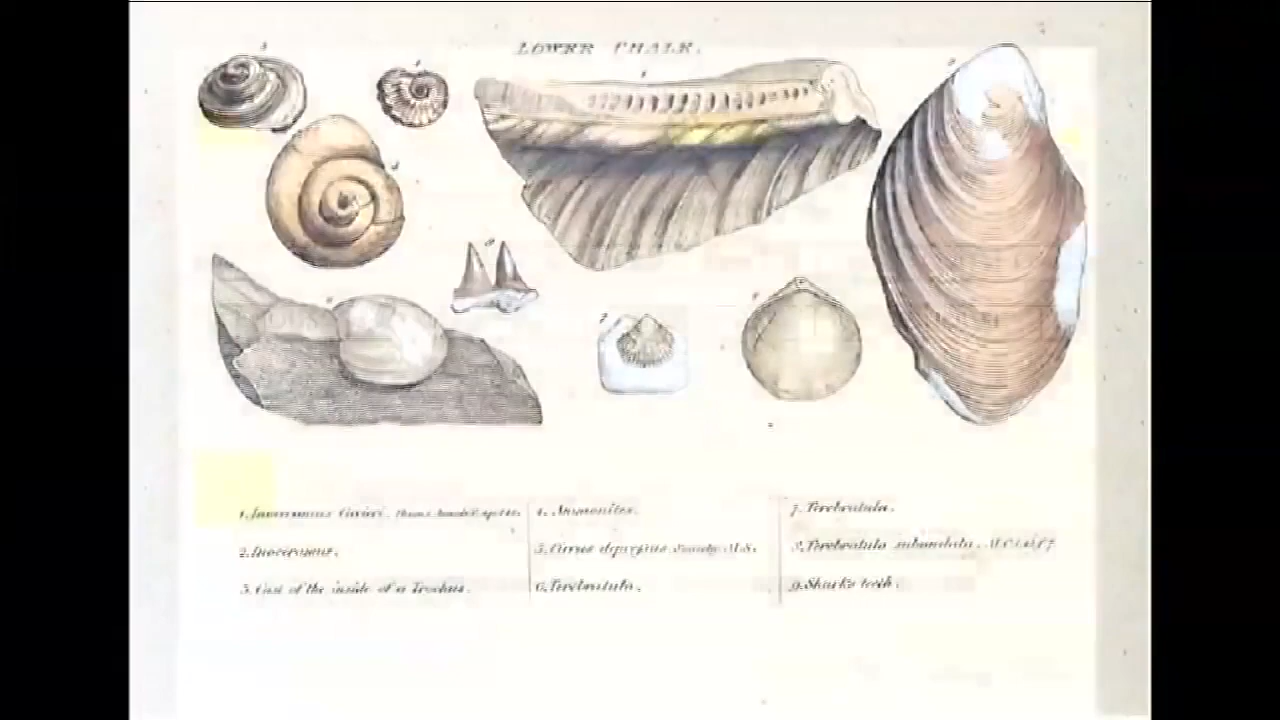 LOWER CHALK.
1. Inoceramus Cuvieri.
2. Inoceramus.
3. Cast of the inside of a Trochus.
4. Ammonites.
5. Cirrus depressus
6. Terebratula.
7. Terebratula.
8. Terebratula subundata.
9. Sharks teeth.